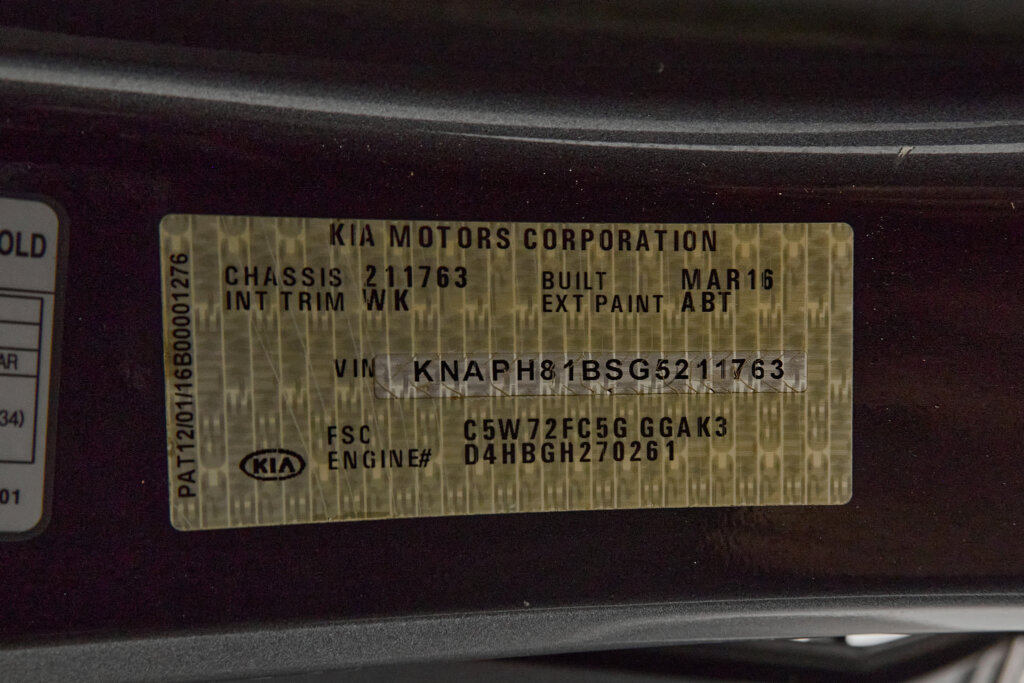 OLD
AR
34)
01
PAT12/01/16B00001276
KIA MOTORS CORPORATION
CHASSIS 211763 BUILT MAR16
INT TRIM WK EXT PAINT ABT
VIN KNAPH81BSG5211763
FSC C5W72FC5G GGAK3
ENGINE# D4HBGH270261
KIA